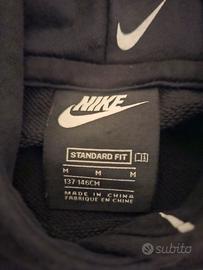 NIKE
STANDARD FIT
M M M
137-146CM
MADE IN CHINA
FABRIQUÉ EN CHINE
subito